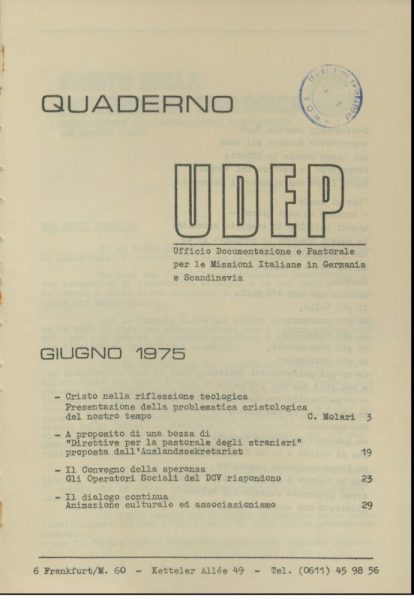 QUADERNO
UDEP
Ufficio Documentazione e Pastorale
per le Missioni Italiane in Germania
e Scandinavia
GIUGNO 1975
- Cristo nella riflessione teologica
Presentazione della problematica cristologica
del nostro tempo C. Molari 3
- A proposito di una bozza di
"Direttive per la pastorale degli stranieri"
proposta dall'Auslandssekretariat 19
- Il Convegno della speranza
Gli Operatori Sociali del DCV rispondono 23
- Il dialogo continua
Animazione culturale ed associazionismo 29
6 Frankfurt/M. 60 - Ketteler Allée 49 - Tel. (0611) 45 98 56